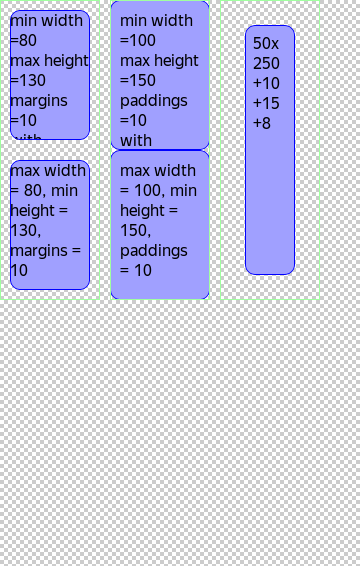 min width
=80
max height
=130
margins
=10
with
min width
=100
max height
=150
paddings
=10
with
50x
250
+10
+15
+8
max width
= 80, min
height =
130,
margins =
10
max width
= 100, min
height =
150,
paddings
= 10